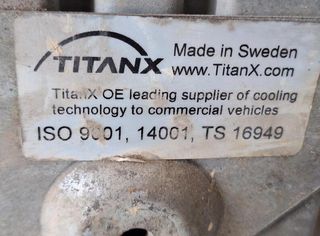 TITANX
Made in Sweden
www.TitanX.com
TitanX OE leading supplier of cooling
technology to commercial vehicles
ISO 9001, 14001, TS 16949